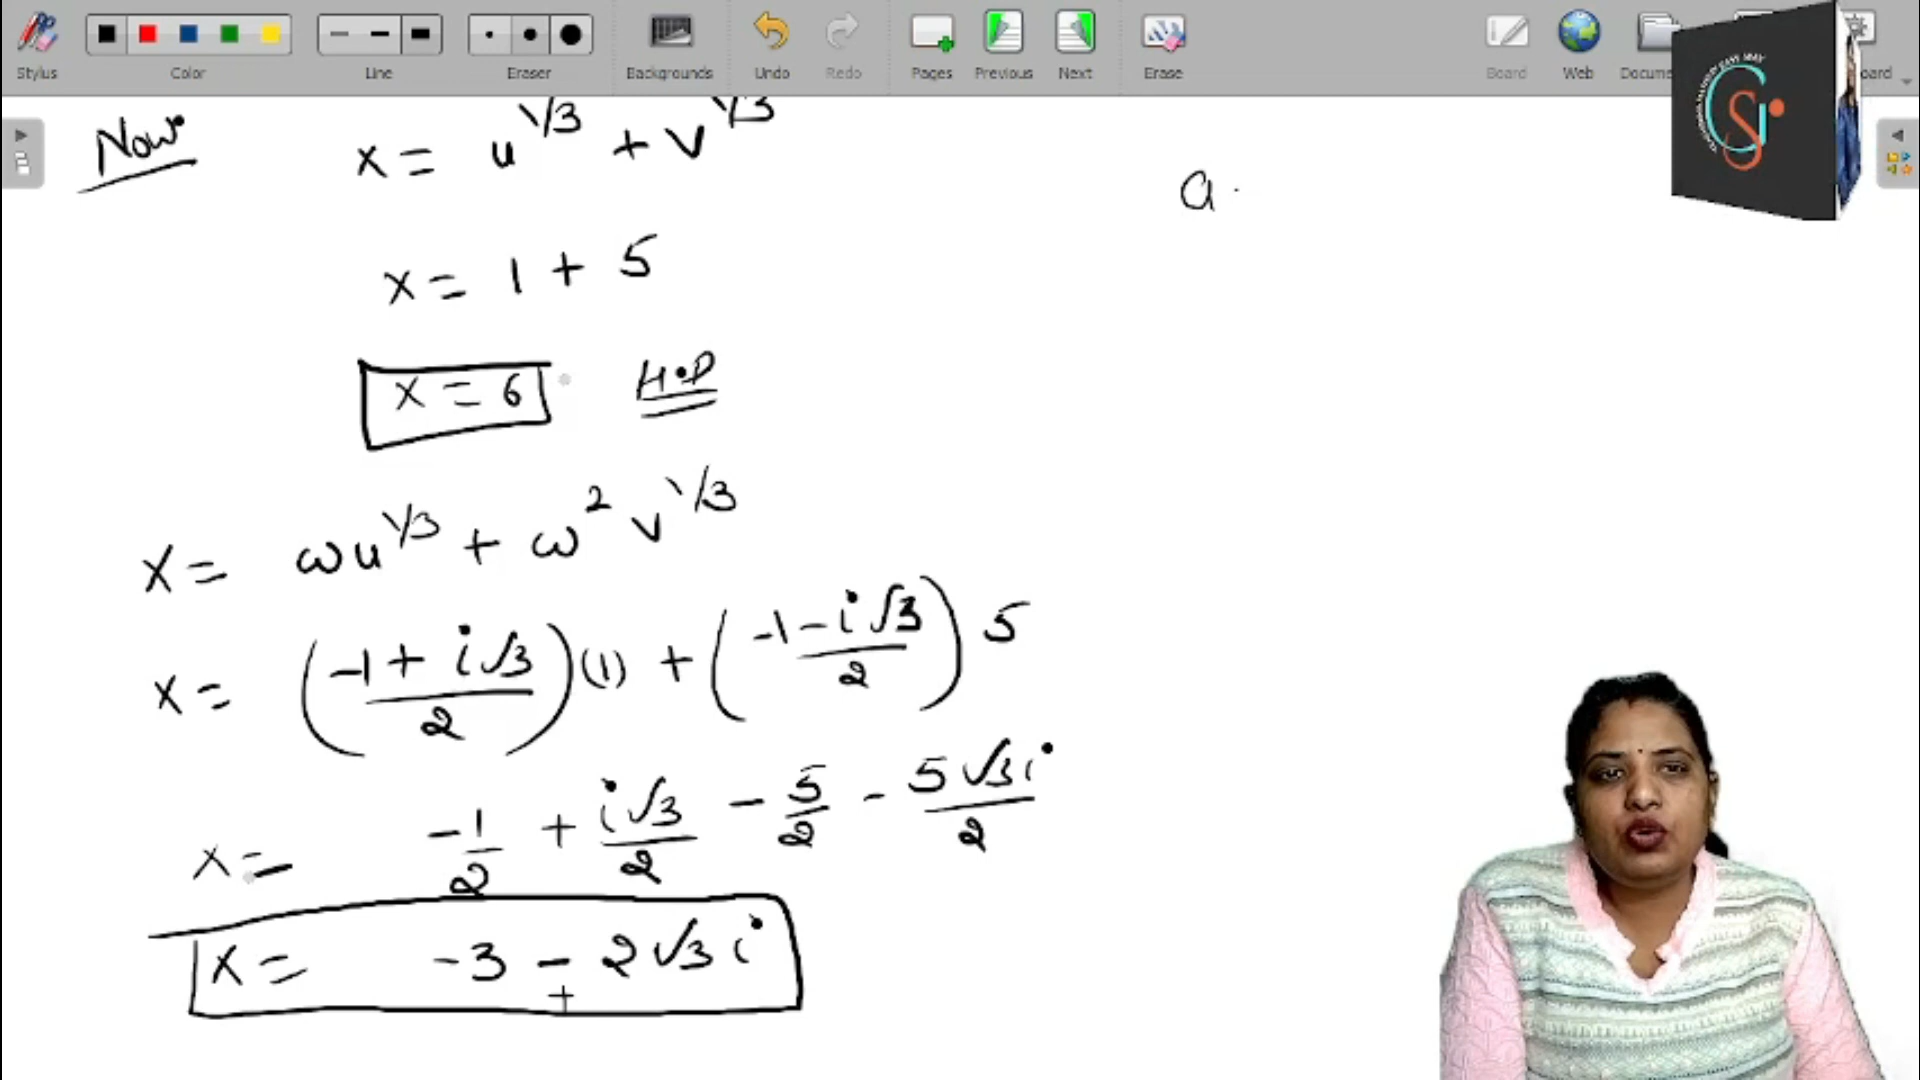 Stylus
Color
Line
Eraser
Backgrounds
Undo
Redo
Pages
Previous
Next
Erase
Board
Web
Now
x = u^1/3 + v^1/3
a.
x = 1 + 5
x = 6 H.P
x = ωu^1/3 + ω^2 v^1/3
x = (-1 + i√3 / 2)(1) + (-1 - i√3 / 2) 5
x = -1/2 + i√3/2 - 5/2 - 5√3i/2
x = -3 - 2√3 i
+